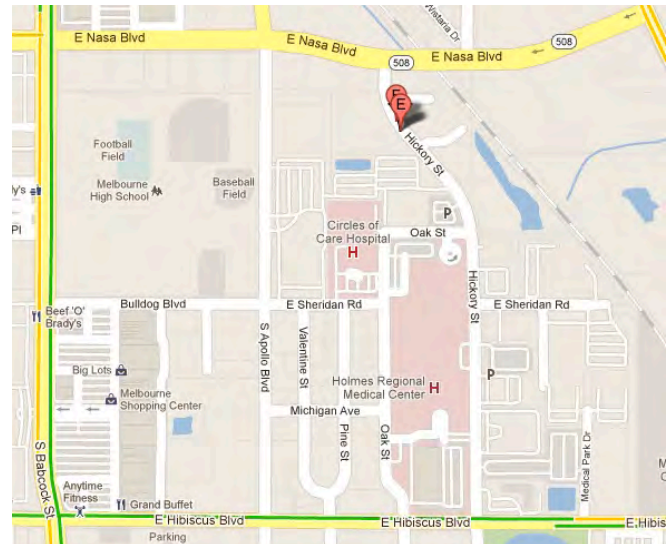 Wistaria Dr
E Nasa Blvd
E Nasa Blvd
E Nasa Blvd
508
508
E
Hickory St
Football
Field
Melbourne
High School
Baseball
Field
Circles of
Care Hospital
H
P
Oak St
Bulldog Blvd
E Sheridan Rd
Hickory St
E Sheridan Rd
Beef 'O'
Brady's
S Apollo Blvd
Valentine St
Big Lots
Melbourne
Shopping Center
Holmes Regional
Medical Center
H
P
Michigan Ave
Pine St
Oak St
Medical Park Dr
S Babcock St
Anytime
Fitness
Grand Buffet
E Hibiscus Blvd
E Hibiscus Blvd
E Hibis
Parking